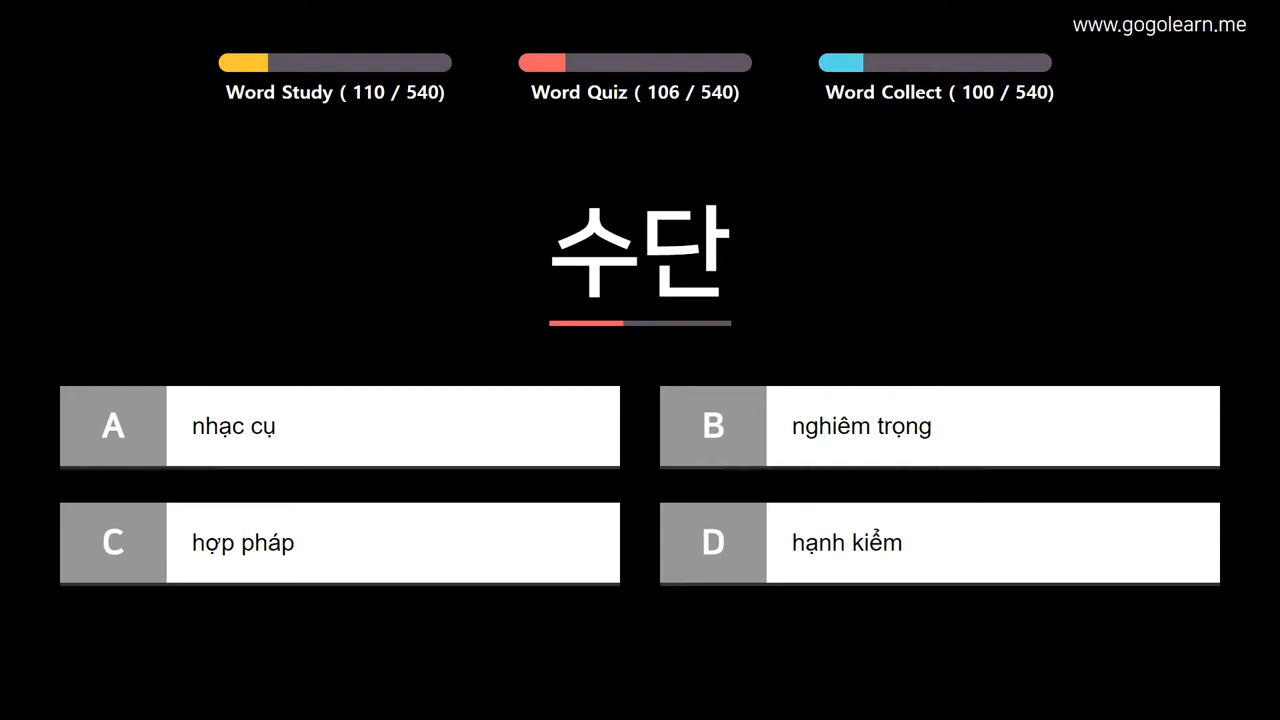 www.gogolearn.me
Word Study ( 110 / 540)
Word Quiz ( 106 / 540)
Word Collect ( 100 / 540)
수단
A nhạc cụ
B nghiêm trọng
C hợp pháp
D hạnh kiểm